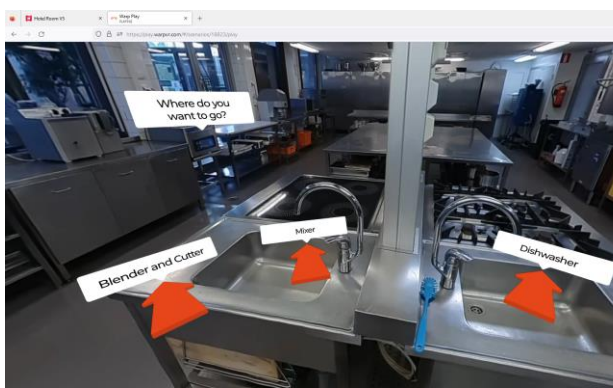 Hotel Room V3
Warp Play
https://play.warpvr.com
Where do you
want to go?
Mixer
Blender and Cutter
Dishwasher